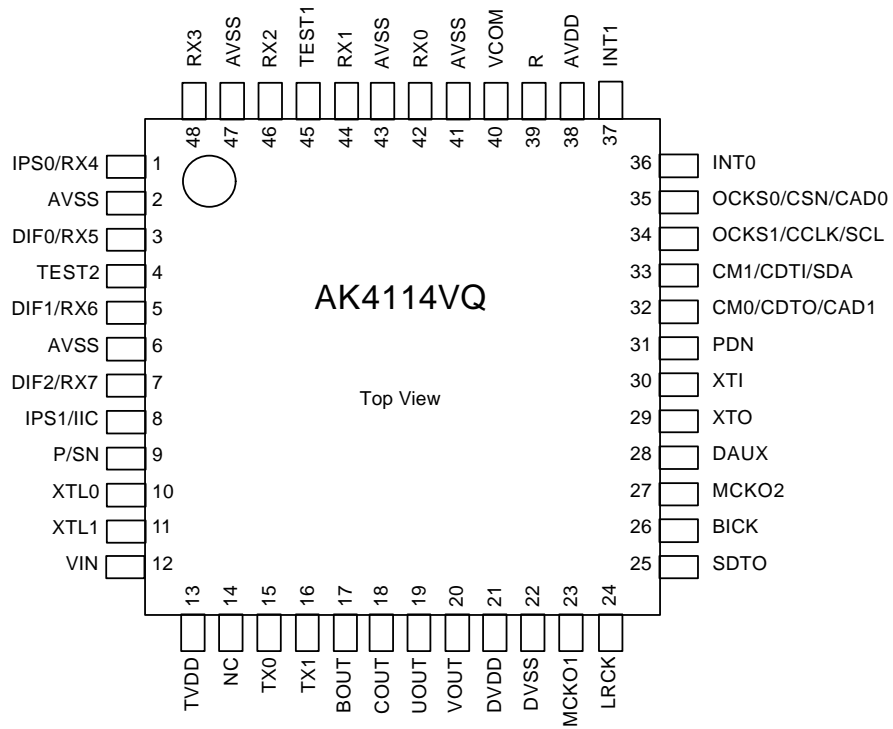 RX3 AVSS RX2 TEST1 RX1 AVSS RX0 AVSS VCOM R AVDD INT1
48 47 46 45 44 43 42 41 40 39 38 37
IPS0/RX4 1
AVSS 2
DIF0/RX5 3
TEST2 4
DIF1/RX6 5
AVSS 6
DIF2/RX7 7
IPS1/IIC 8
P/SN 9
XTL0 10
XTL1 11
VIN 12
AK4114VQ
Top View
36 INT0
35 OCKS0/CSN/CAD0
34 OCKS1/CCLK/SCL
33 CM1/CDTI/SDA
32 CM0/CDTO/CAD1
31 PDN
30 XTI
29 XTO
28 DAUX
27 MCKO2
26 BICK
25 SDTO
13 14 15 16 17 18 19 20 21 22 23 24
TVDD NC TX0 TX1 BOUT COUT UOUT VOUT DVDD DVSS MCKO1 LRCK